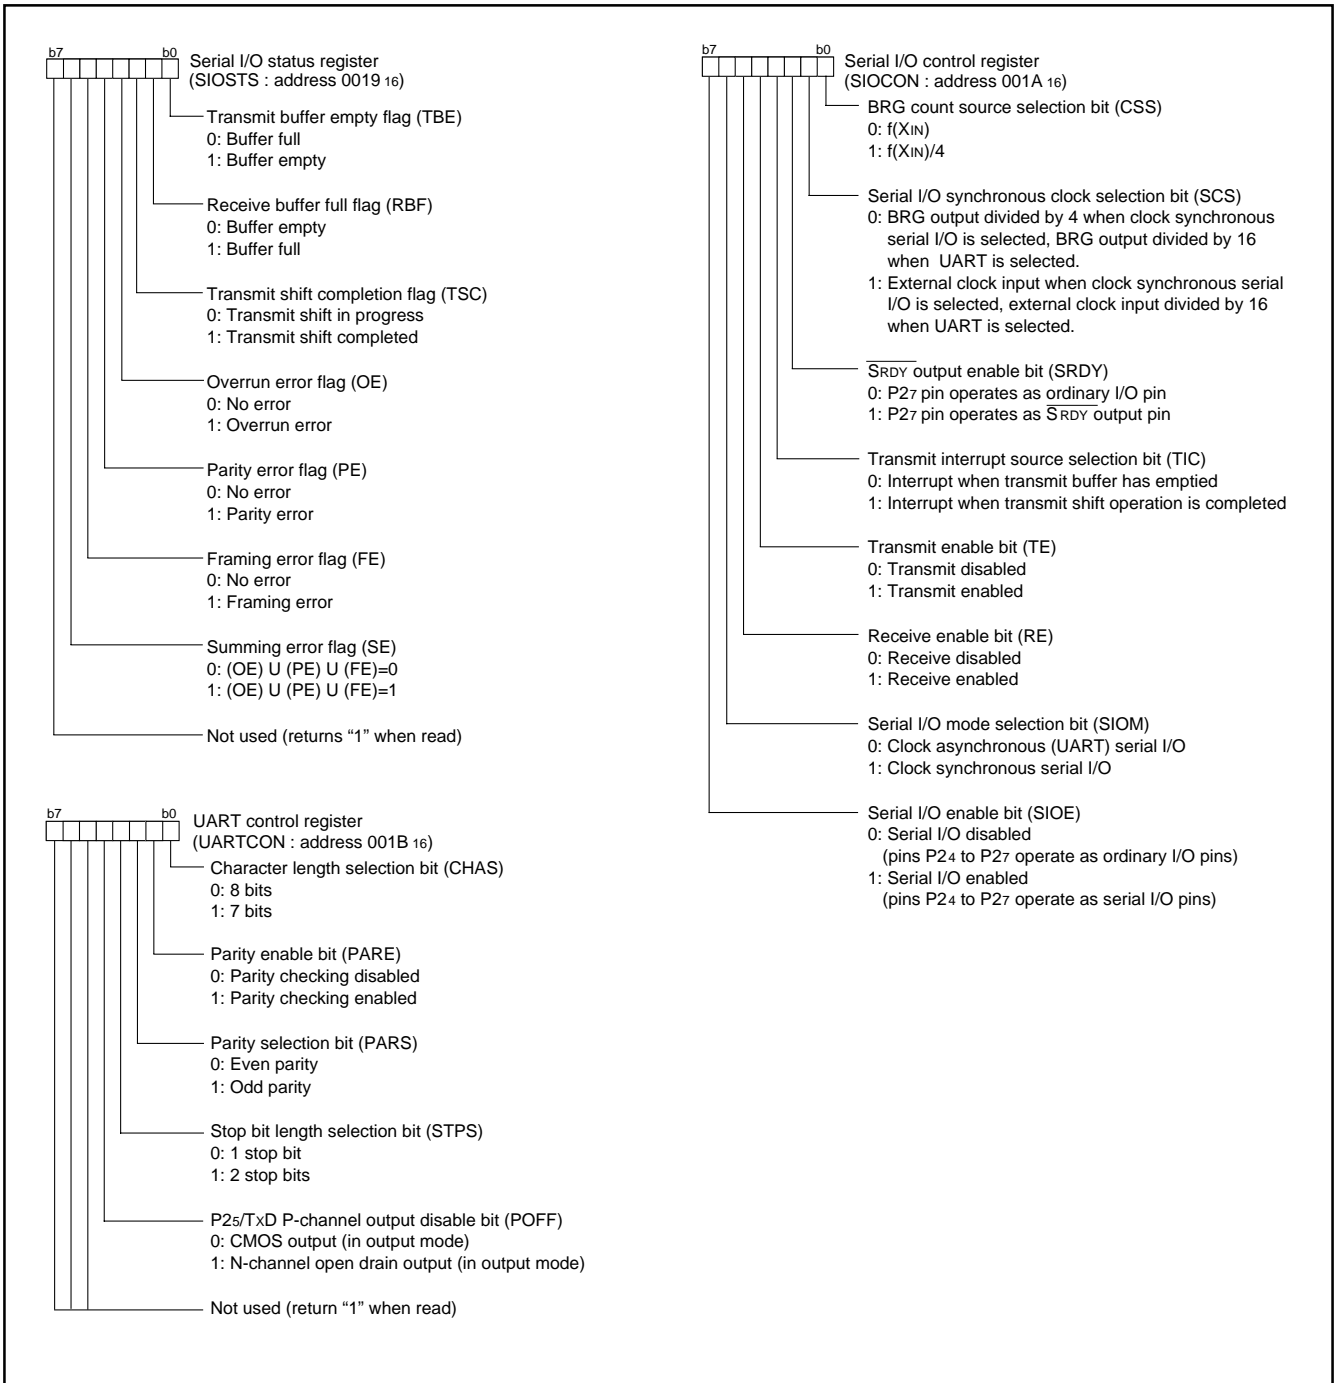 b7 b0 Serial I/O status register
(SIOSTS : address 0019 16)
Transmit buffer empty flag (TBE)
0: Buffer full
1: Buffer empty
Receive buffer full flag (RBF)
0: Buffer empty
1: Buffer full
Transmit shift completion flag (TSC)
0: Transmit shift in progress
1: Transmit shift completed
Overrun error flag (OE)
0: No error
1: Overrun error
Parity error flag (PE)
0: No error
1: Parity error
Framing error flag (FE)
0: No error
1: Framing error
Summing error flag (SE)
0: (OE) U (PE) U (FE)=0
1: (OE) U (PE) U (FE)=1
Not used (returns “1” when read)
b7 b0 UART control register
(UARTCON : address 001B 16)
Character length selection bit (CHAS)
0: 8 bits
1: 7 bits
Parity enable bit (PARE)
0: Parity checking disabled
1: Parity checking enabled
Parity selection bit (PARS)
0: Even parity
1: Odd parity
Stop bit length selection bit (STPS)
0: 1 stop bit
1: 2 stop bits
P25/TXD P-channel output disable bit (POFF)
0: CMOS output (in output mode)
1: N-channel open drain output (in output mode)
Not used (return “1” when read)
b7 b0 Serial I/O control register
(SIOCON : address 001A 16)
BRG count source selection bit (CSS)
0: f(XIN)
1: f(XIN)/4
Serial I/O synchronous clock selection bit (SCS)
0: BRG output divided by 4 when clock synchronous
serial I/O is selected, BRG output divided by 16
when UART is selected.
1: External clock input when clock synchronous serial
I/O is selected, external clock input divided by 16
when UART is selected.
SRDY output enable bit (SRDY)
0: P27 pin operates as ordinary I/O pin
1: P27 pin operates as SRDY output pin
Transmit interrupt source selection bit (TIC)
0: Interrupt when transmit buffer has emptied
1: Interrupt when transmit shift operation is completed
Transmit enable bit (TE)
0: Transmit disabled
1: Transmit enabled
Receive enable bit (RE)
0: Receive disabled
1: Receive enabled
Serial I/O mode selection bit (SIOM)
0: Clock asynchronous (UART) serial I/O
1: Clock synchronous serial I/O
Serial I/O enable bit (SIOE)
0: Serial I/O disabled
(pins P24 to P27 operate as ordinary I/O pins)
1: Serial I/O enabled
(pins P24 to P27 operate as serial I/O pins)